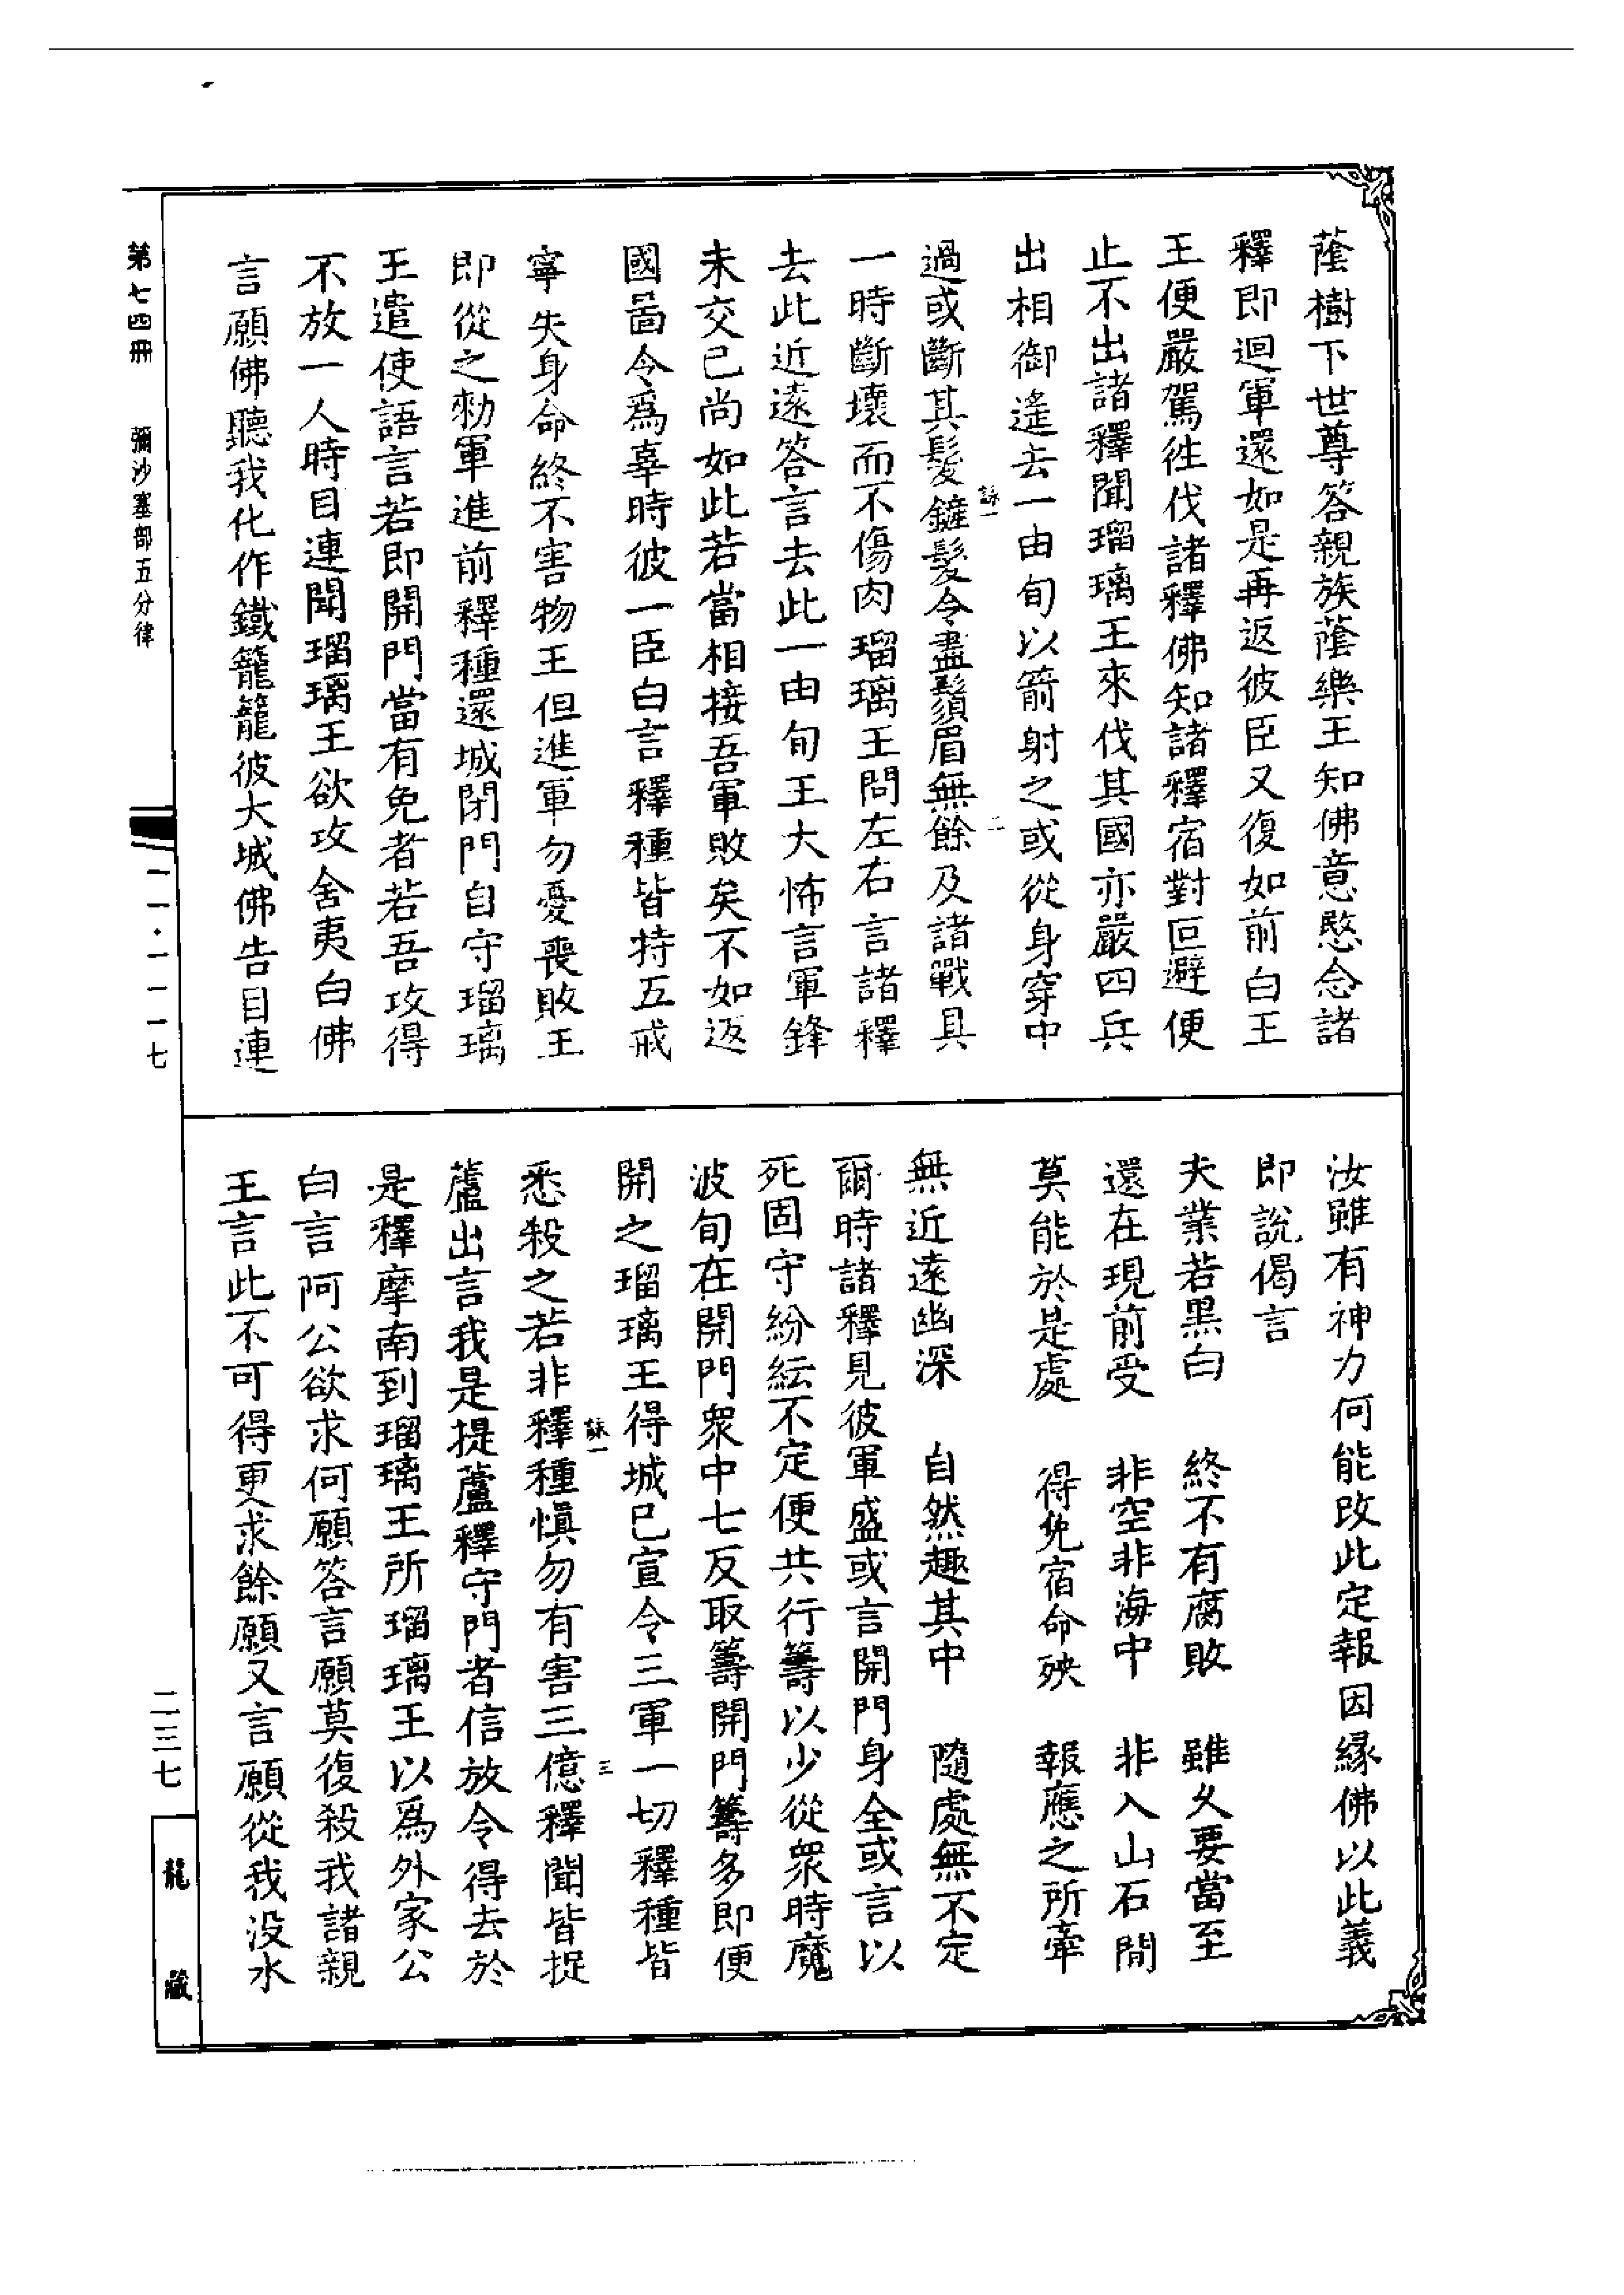 蔭樹下世尊答親族蔭樂王知佛意愍念諸
釋即迴軍還如是再返彼臣又復如前白王
王便嚴駕徃伐諸釋佛知諸釋宿對叵避便
止不出諸釋聞瑠璃王來伐其國亦嚴四兵
出相御遙去一由旬以箭射之或從身穿中
過或斷其髮鏟髮令盡鬚眉無餘及諸戰具
一時斷壞而不傷肉瑠璃王問左右言諸釋
去此近遠答言去此一由旬王大怖言軍鋒
未交已尚如此若當相接吾軍敗矣不如返
國啚令爲辜時彼一臣白言釋種皆持五戒
寧失身命終不害物王但進軍勿憂喪敗王
即從之勑軍進前釋種還城閉門自守瑠璃
王遣使語言若即開門當有免者若吾攻得
不放一人時目連聞瑠璃王欲攻舍夷白佛
言願佛聽我化作鐵籠籠彼大城佛告目連
汝雖有神力何能改此定報因緣佛以此義
即說偈言
夫業若黑白 終不有腐敗 雖久要當至
還在現前受 非空非海中 非入山石間
莫能於是處 得免宿命殃 報應之所牽
無近遠幽深 自然趣其中 隨處無不定
爾時諸釋見彼軍盛或言開門身全或言以
死固守紛紜不定便共行籌以少從眾時魔
波旬在開門眾中七反取籌開門籌多即便
開之瑠璃王得城已宣令三軍一切釋種皆
悉殺之若非釋種愼勿有害三億釋聞皆捉
蘆出言我是提蘆釋守門者信放令得去於
是釋摩南到瑠璃王所瑠璃王以爲外家公
白言阿公欲求何願答言願莫復殺我諸親
王言此不可得更求餘願又言願從我没水
詠一
二
詠一
三
第七四冊 彌沙塞部五分律
一一·一一一七
二三七
龍藏